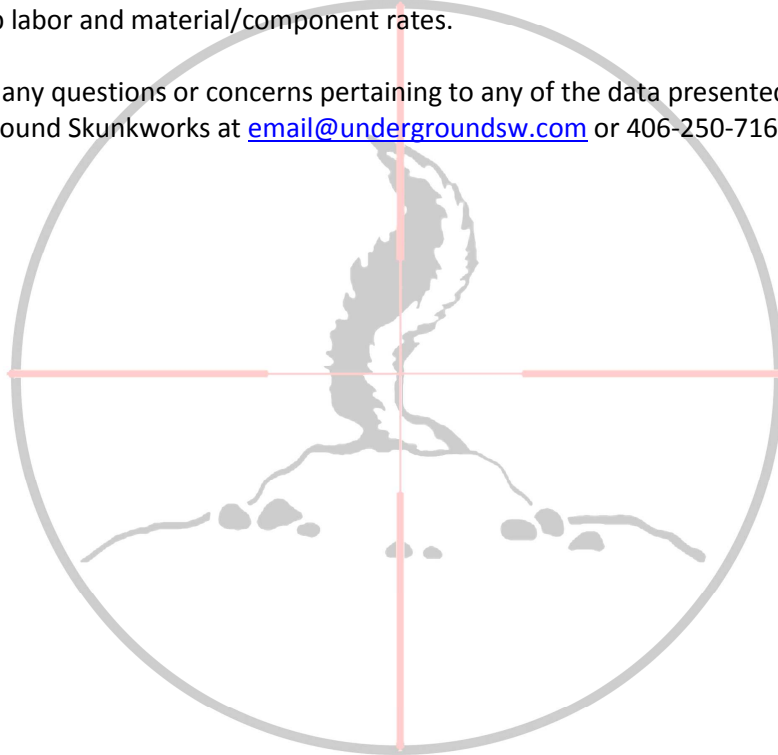 labor and material/component rates.
any questions or concerns pertaining to any of the data presented
ound Skunkworks at email@undergroundsw.com or 406-250-716